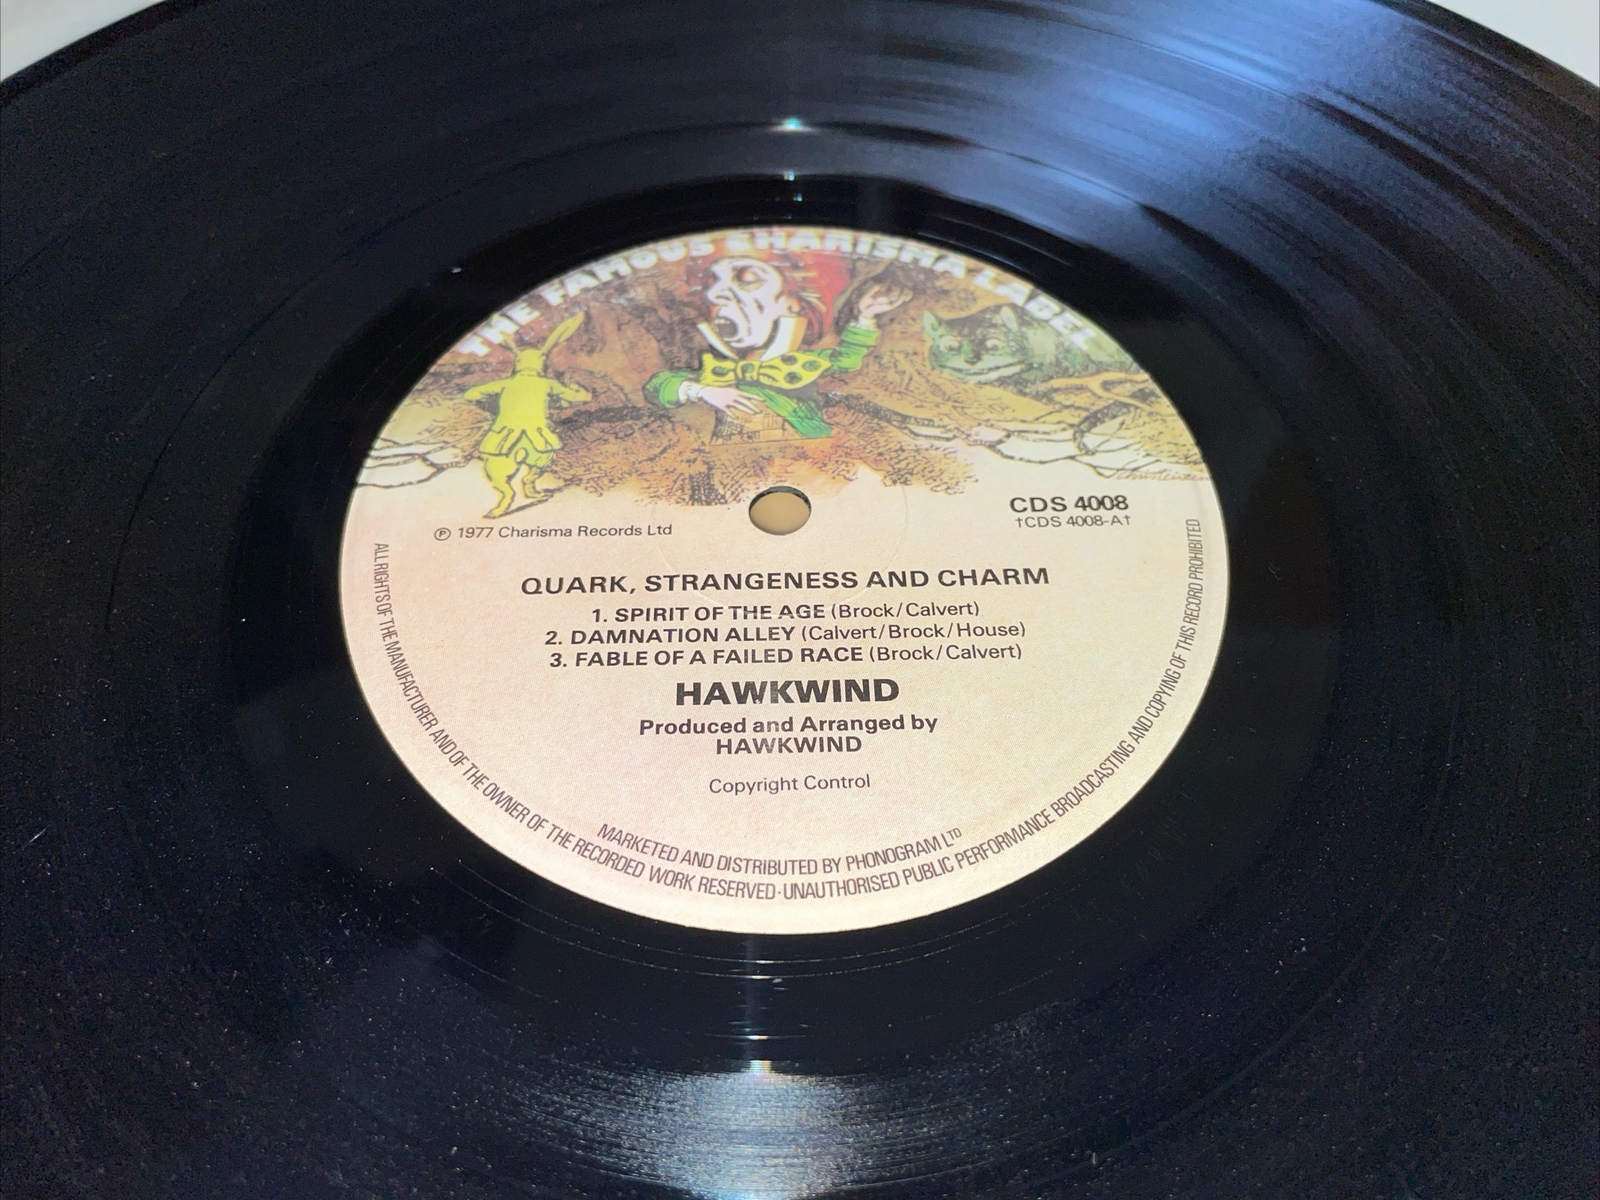 THE FAMOUS CHARISMA LABEL
CDS 4008
†CDS 4008-A†
℗ 1977 Charisma Records Ltd
QUARK, STRANGENESS AND CHARM
1. SPIRIT OF THE AGE (Brock/Calvert)
2. DAMNATION ALLEY (Calvert/Brock/House)
3. FABLE OF A FAILED RACE (Brock/Calvert)
HAWKWIND
Produced and Arranged by
HAWKWIND
Copyright Control
MARKETED AND DISTRIBUTED BY PHONOGRAM LTD
ALL RIGHTS OF THE MANUFACTURER AND OF THE OWNER OF THE RECORDED WORK RESERVED · UNAUTHORISED PUBLIC PERFORMANCE BROADCASTING AND COPYING OF THIS RECORD PROHIBITED